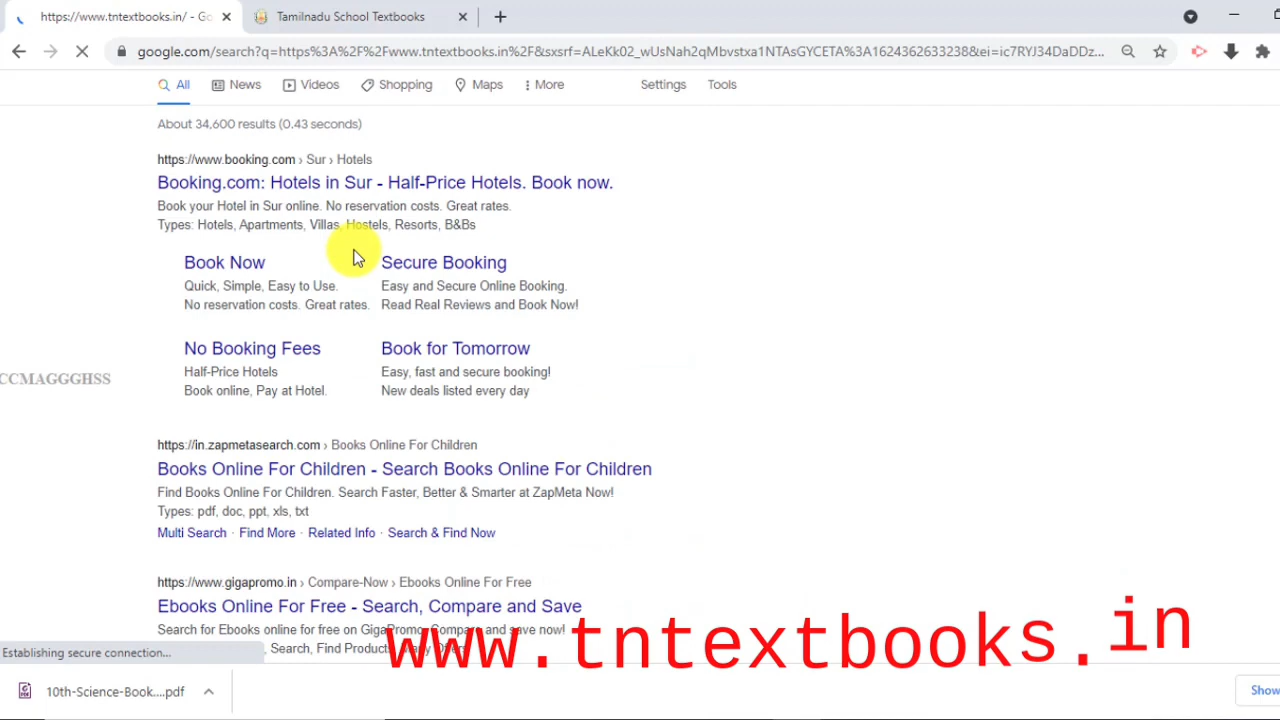 https://www.tntextbooks.in/ - Go
Tamilnadu School Textbooks
google.com/search?q=https%3A%2F%2Fwww.tntextbooks.in%2F&sxsrf=ALeKk02_wUsNah2qMbvstxa1NTAsGYCETA%3A1624362633238&ei=ic7RYJ34DaDDz...
All
News
Videos
Shopping
Maps
More
Settings
Tools
About 34,600 results (0.43 seconds)
https://www.booking.com › Sur › Hotels
Booking.com: Hotels in Sur - Half-Price Hotels. Book now.
Book your Hotel in Sur online. No reservation costs. Great rates.
Types: Hotels, Apartments, Villas, Hostels, Resorts, B&Bs
Book Now
Quick, Simple, Easy to Use.
No reservation costs. Great rates.
Secure Booking
Easy and Secure Online Booking.
Read Real Reviews and Book Now!
No Booking Fees
Half-Price Hotels
Book online, Pay at Hotel.
Book for Tomorrow
Easy, fast and secure booking!
New deals listed every day
CCMAGGGHSS
https://in.zapmetasearch.com › Books Online For Children
Books Online For Children - Search Books Online For Children
Find Books Online For Children. Search Faster, Better & Smarter at ZapMeta Now!
Types: pdf, doc, ppt, xls, txt
Multi Search · Find More · Related Info · Search & Find Now
https://www.gigapromo.in › Compare-Now › Ebooks Online For Free
Ebooks Online For Free - Search, Compare and Save
Search for Ebooks online for free on GigaPromo. Compare and save now!
, Search, Find Products,
www.tntextbooks.in
Establishing secure connection...
10th-Science-Book....pdf
Show